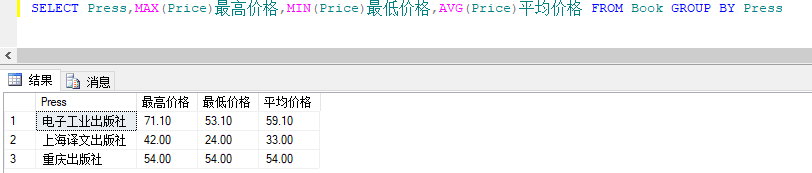 SELECT Press,MAX(Price)最高价格,MIN(Price)最低价格,AVG(Price)平均价格 FROM Book GROUP BY Press
结果 消息
Press 最高价格 最低价格 平均价格
1 电子工业出版社 71.10 53.10 59.10
2 上海译文出版社 42.00 24.00 33.00
3 重庆出版社 54.00 54.00 54.00